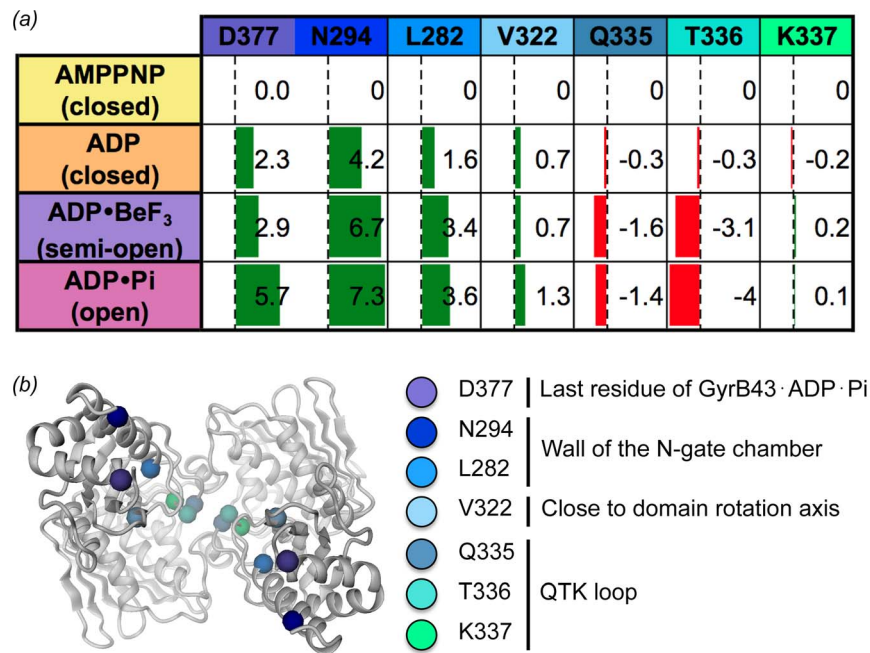 (a)
D377 N294 L282 V322 Q335 T336 K337
AMPPNP
(closed) 0.0 0 0 0 0 0 0
ADP
(closed) 2.3 4.2 1.6 0.7 -0.3 -0.3 -0.2
ADP•BeF₃
(semi-open) 2.9 6.7 3.4 0.7 -1.6 -3.1 0.2
ADP•Pi
(open) 5.7 7.3 3.6 1.3 -1.4 -4 0.1
(b)
D377 Last residue of GyrB43·ADP·Pi
N294
Wall of the N-gate chamber
L282
V322 Close to domain rotation axis
Q335
T336 QTK loop
K337